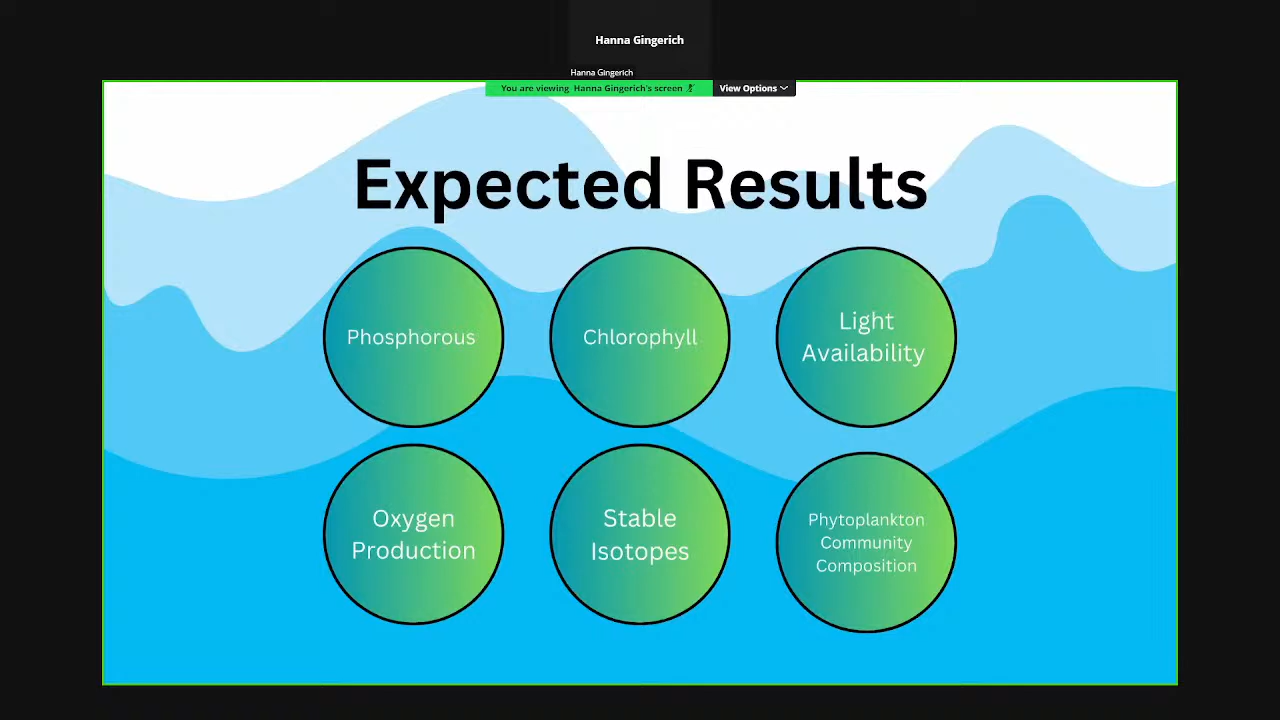 Hanna Gingerich
Hanna Gingerich
You are viewing Hanna Gingerich's screen
View Options
Expected Results
Phosphorous
Chlorophyll
Light
Availability
Oxygen
Production
Stable
Isotopes
Phytoplankton
Community
Composition